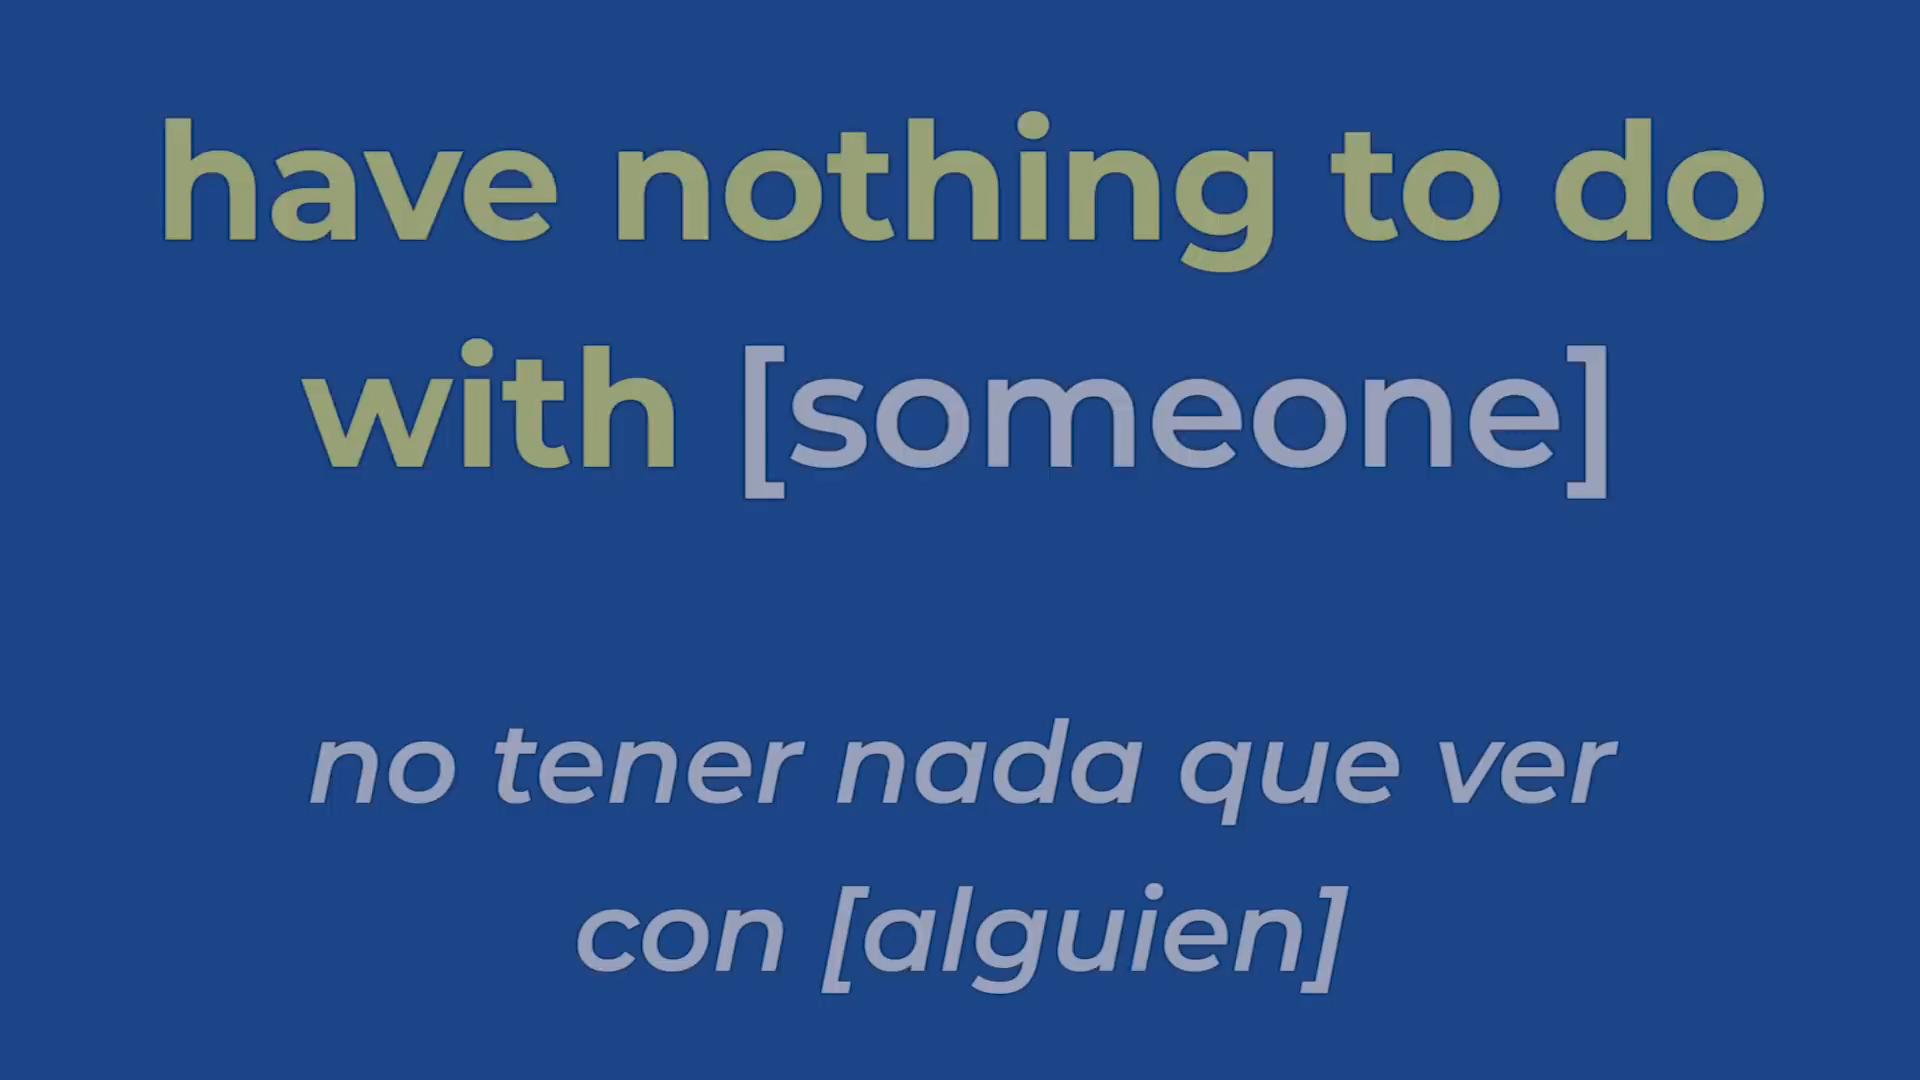 have nothing to do
with [someone]
no tener nada que ver
con [alguien]